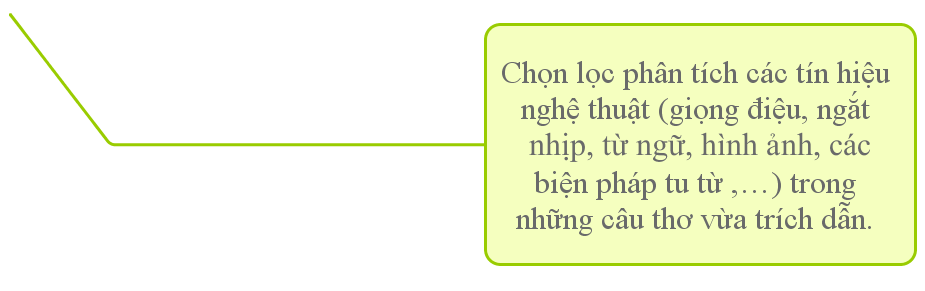 Chọn lọc phân tích các tín hiệu
nghệ thuật (giọng điệu, ngắt
nhịp, từ ngữ, hình ảnh, các
biện pháp tu từ ,…) trong
những câu thơ vừa trích dẫn.